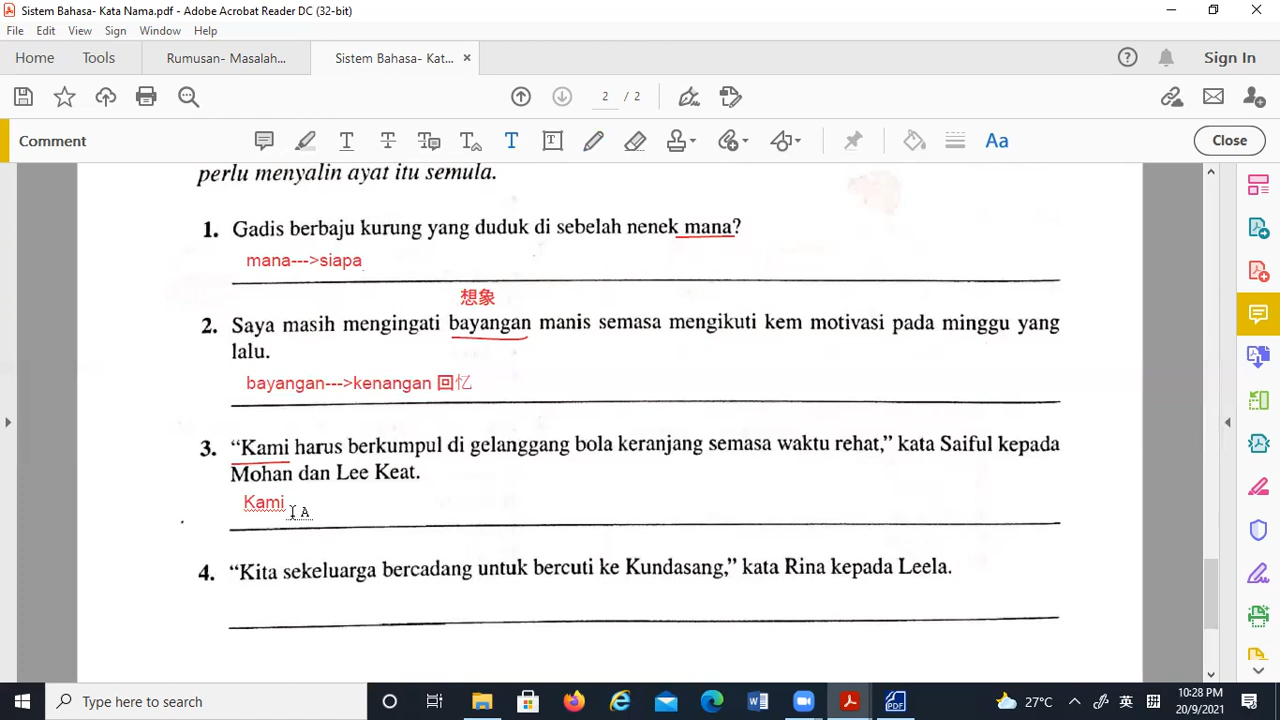 Sistem Bahasa- Kata Nama.pdf - Adobe Acrobat Reader DC (32-bit)
File Edit View Sign Window Help
Home Tools Rumusan- Masalah... Sistem Bahasa- Kat... × Sign In
2 / 2
Comment Close
perlu menyalin ayat itu semula.
1. Gadis berbaju kurung yang duduk di sebelah nenek mana?
mana--->siapa
想象
2. Saya masih mengingati bayangan manis semasa mengikuti kem motivasi pada minggu yang
lalu.
bayangan--->kenangan 回忆
3. “Kami harus berkumpul di gelanggang bola keranjang semasa waktu rehat,” kata Saiful kepada
Mohan dan Lee Keat.
Kami
4. “Kita sekeluarga bercadang untuk bercuti ke Kundasang,” kata Rina kepada Leela.
Type here to search 27°C 英 拼 10:28 PM
20/9/2021